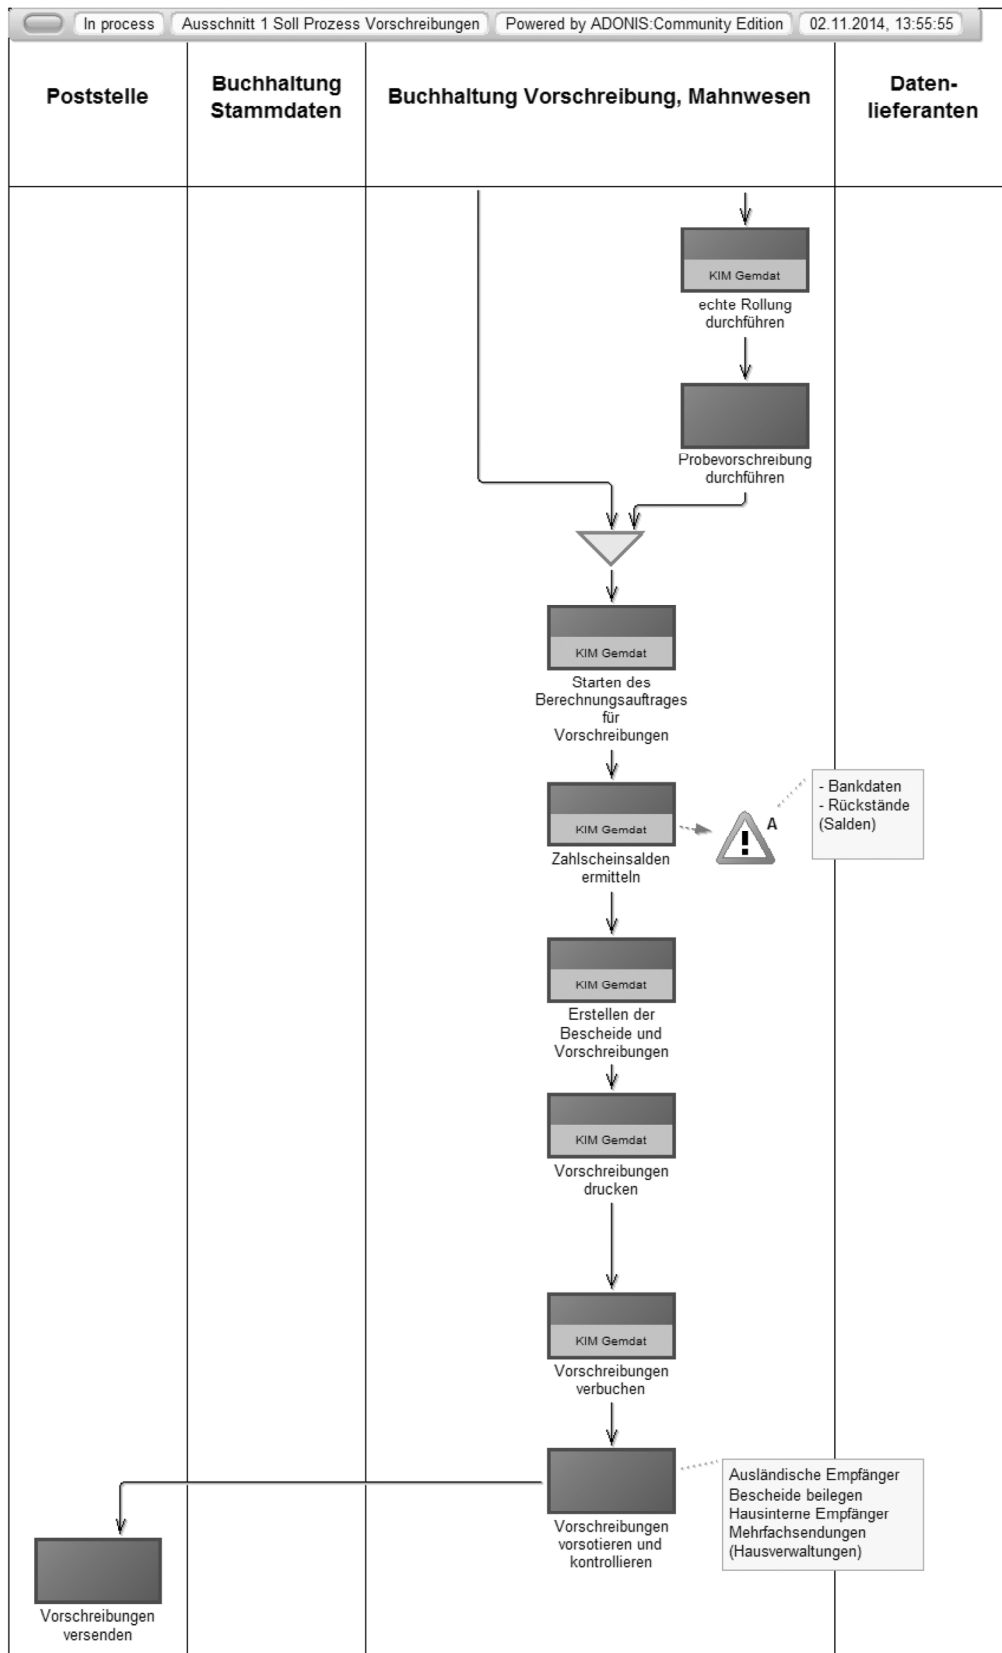 In process Ausschnitt 1 Soll Prozess Vorschreibungen Powered by ADONIS:Community Edition 02.11.2014, 13:55:55
Poststelle
Buchhaltung
Stammdaten
Buchhaltung Vorschreibung, Mahnwesen
Daten-
lieferanten
KIM Gemdat
echte Rollung
durchführen
Probevorschreibung
durchführen
KIM Gemdat
Starten des
Berechnungsauftrages
für
Vorschreibungen
KIM Gemdat
Zahlscheinsalden
ermitteln
A
- Bankdaten
- Rückstände
(Salden)
KIM Gemdat
Erstellen der
Bescheide und
Vorschreibungen
KIM Gemdat
Vorschreibungen
drucken
KIM Gemdat
Vorschreibungen
verbuchen
Vorschreibungen
vorsotieren und
kontrollieren
Ausländische Empfänger
Bescheide beilegen
Hausinterne Empfänger
Mehrfachsendungen
(Hausverwaltungen)
Vorschreibungen
versenden